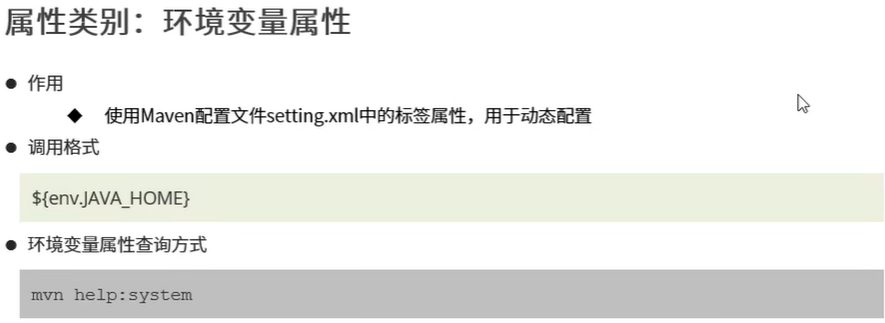 属性类别：环境变量属性
● 作用
◆ 使用Maven配置文件setting.xml中的标签属性，用于动态配置
● 调用格式
${env.JAVA_HOME}
● 环境变量属性查询方式
mvn help:system